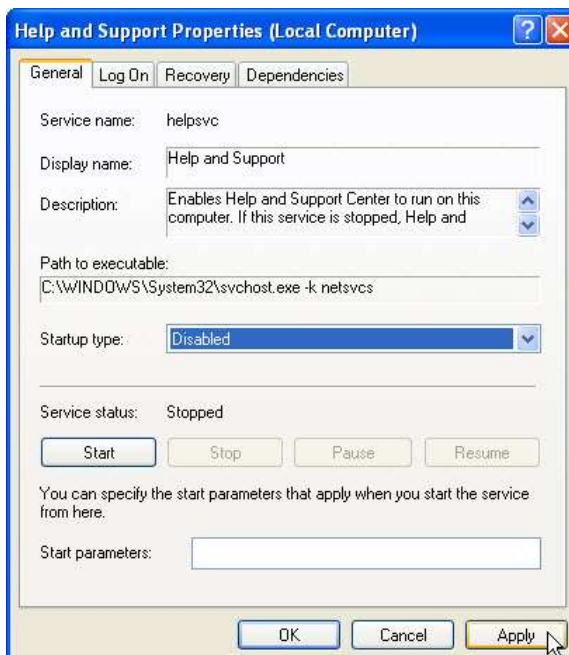 Help and Support Properties (Local Computer)
General Log On Recovery Dependencies
Service name: helpsvc
Display name: Help and Support
Description: Enables Help and Support Center to run on this
computer. If this service is stopped, Help and
Path to executable:
C:\WINDOWS\System32\svchost.exe -k netsvcs
Startup type: Disabled
Service status: Stopped
Start Stop Pause Resume
You can specify the start parameters that apply when you start the service
from here.
Start parameters:
OK Cancel Apply